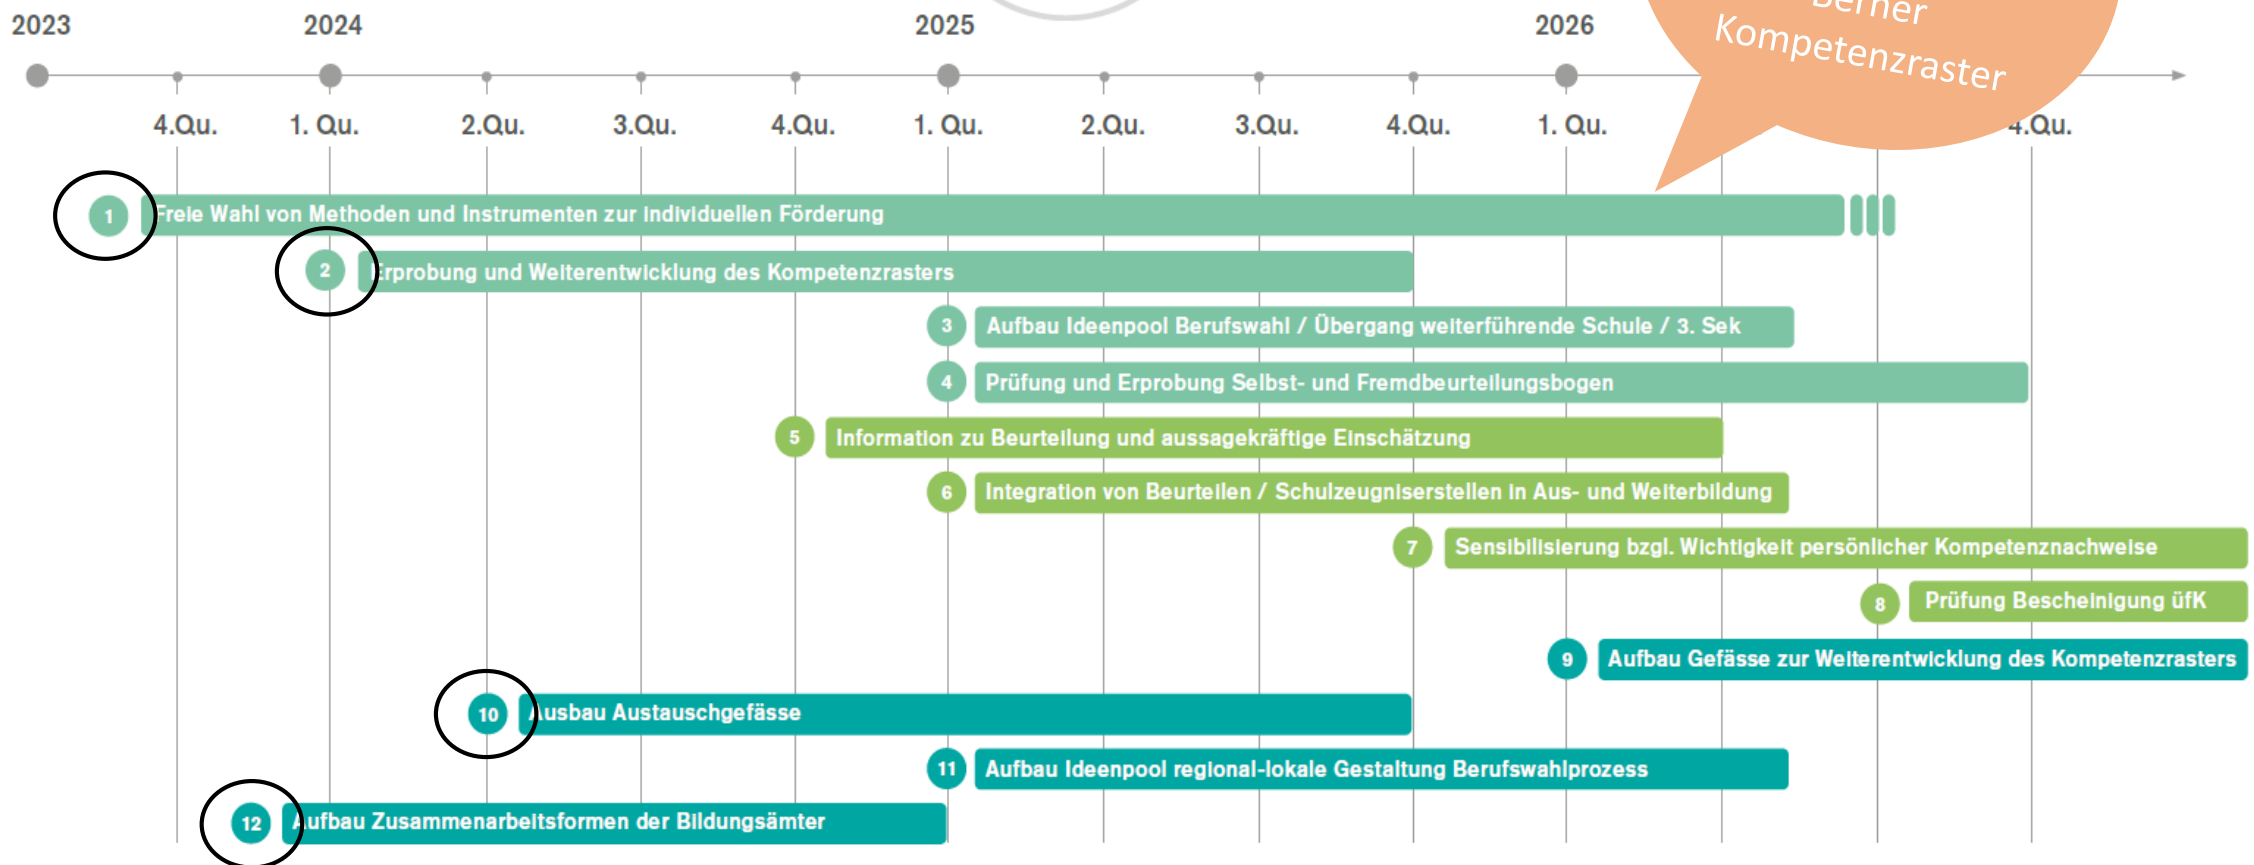 2023 2024 2025 2026
Berner
Kompetenzraster
4.Qu. 1. Qu. 2.Qu. 3.Qu. 4.Qu. 1. Qu. 2.Qu. 3.Qu. 4.Qu. 1. Qu. 4.Qu.
1 Freie Wahl von Methoden und Instrumenten zur individuellen Förderung
2 Erprobung und Weiterentwicklung des Kompetenzrasters
3 Aufbau Ideenpool Berufswahl / Übergang weiterführende Schule / 3. Sek
4 Prüfung und Erprobung Selbst- und Fremdbeurteilungsbogen
5 Information zu Beurteilung und aussagekräftige Einschätzung
6 Integration von Beurteilen / Schulzeugniserstellen in Aus- und Weiterbildung
7 Sensibilisierung bzgl. Wichtigkeit persönlicher Kompetenznachweise
8 Prüfung Bescheinigung üfK
9 Aufbau Gefässe zur Weiterentwicklung des Kompetenzrasters
10 Ausbau Austauschgefässe
11 Aufbau Ideenpool regional-lokale Gestaltung Berufswahlprozess
12 Aufbau Zusammenarbeitsformen der Bildungsämter